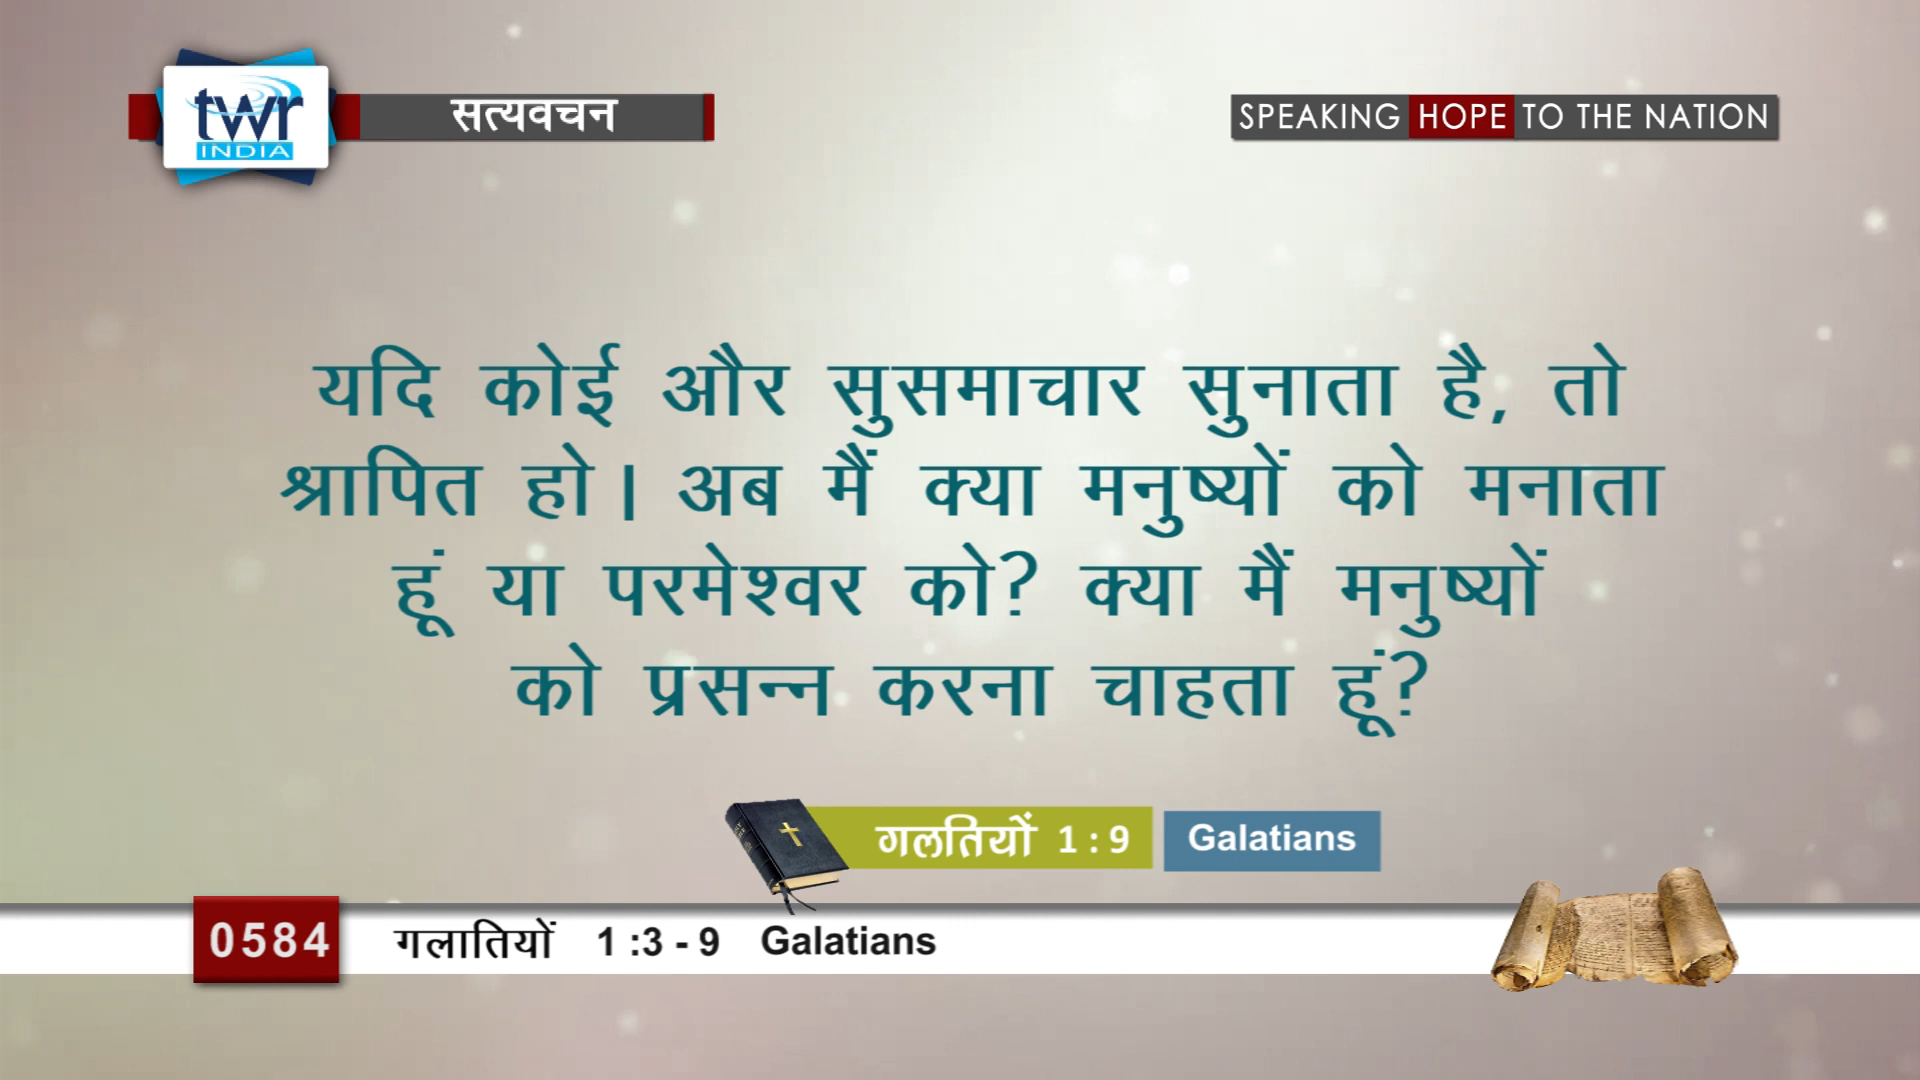 twr
INDIA
सत्यवचन
SPEAKING HOPE TO THE NATION
यदि कोई और सुसमाचार सुनाता है, तो
श्रापित हो। अब मैं क्या मनुष्यों को मनाता
हूं या परमेश्वर को? क्या मैं मनुष्यों
को प्रसन्न करना चाहता हूं?
गलतियों 1:9 Galatians
0584 गलातियों 1:3-9 Galatians